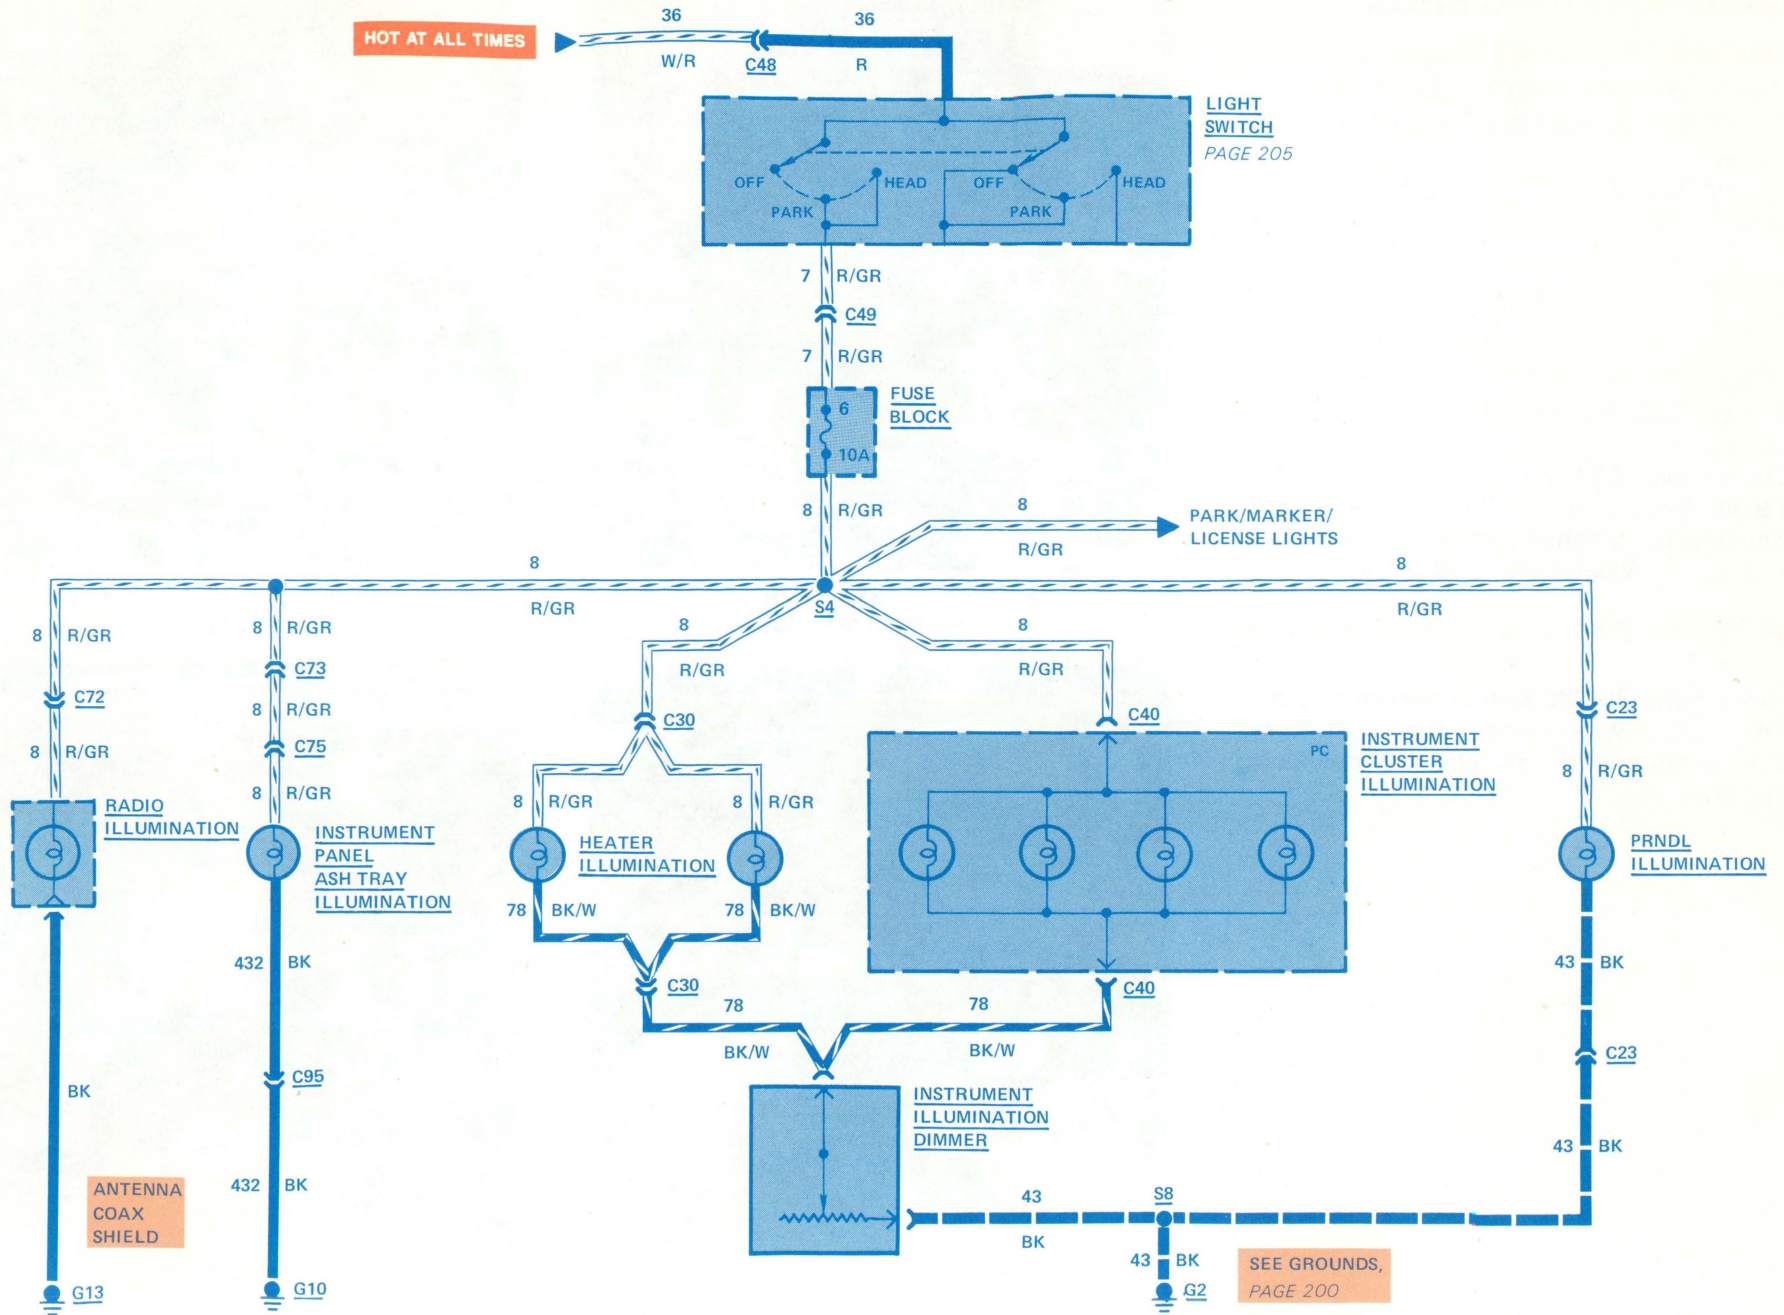 36
36
HOT AT ALL TIMES
W/R
C48
R
LIGHT
SWITCH
PAGE 205
OFF
HEAD
OFF
HEAD
PARK
PARK
7 R/GR
C49
7 R/GR
FUSE
BLOCK
6
10A
8 R/GR
8
R/GR
PARK/MARKER/
LICENSE LIGHTS
8
R/GR
S4
8
R/GR
8 R/GR
8 R/GR
8
R/GR
8
R/GR
C73
C72
8 R/GR
C30
C40
C23
8 R/GR
C75
PC
INSTRUMENT
CLUSTER
ILLUMINATION
8 R/GR
8 R/GR
8 R/GR
8 R/GR
RADIO
ILLUMINATION
INSTRUMENT
PANEL
ASH TRAY
ILLUMINATION
HEATER
ILLUMINATION
PRNDL
ILLUMINATION
78 BK/W
78 BK/W
432 BK
43 BK
C30
C40
78
BK/W
78
BK/W
C23
C95
BK
INSTRUMENT
ILLUMINATION
DIMMER
43 BK
432 BK
ANTENNA
COAX
SHIELD
43
BK
S8
43 BK
SEE GROUNDS,
PAGE 200
G13
G10
G2